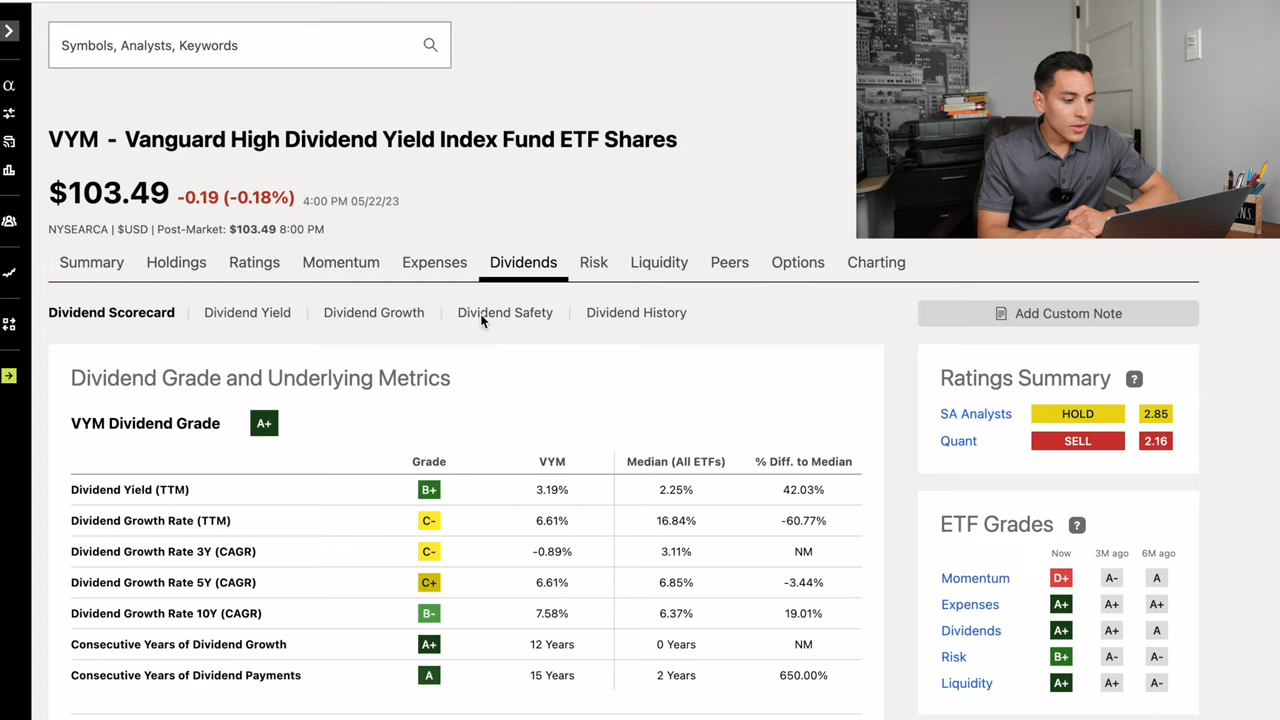 Symbols, Analysts, Keywords
VYM - Vanguard High Dividend Yield Index Fund ETF Shares
$103.49 -0.19 (-0.18%) 4:00 PM 05/22/23
NYSEARCA | $USD | Post-Market: $103.49 8:00 PM
Summary Holdings Ratings Momentum Expenses Dividends Risk Liquidity Peers Options Charting
Dividend Scorecard | Dividend Yield | Dividend Growth | Dividend Safety | Dividend History
Add Custom Note
Dividend Grade and Underlying Metrics
VYM Dividend Grade A+
Grade VYM Median (All ETFs) % Diff. to Median
Dividend Yield (TTM) B+ 3.19% 2.25% 42.03%
Dividend Growth Rate (TTM) C- 6.61% 16.84% -60.77%
Dividend Growth Rate 3Y (CAGR) C- -0.89% 3.11% NM
Dividend Growth Rate 5Y (CAGR) C+ 6.61% 6.85% -3.44%
Dividend Growth Rate 10Y (CAGR) B- 7.58% 6.37% 19.01%
Consecutive Years of Dividend Growth A+ 12 Years 0 Years NM
Consecutive Years of Dividend Payments A 15 Years 2 Years 650.00%
Ratings Summary ?
SA Analysts HOLD 2.85
Quant SELL 2.16
ETF Grades ?
Now 3M ago 6M ago
Momentum D+ A- A
Expenses A+ A+ A+
Dividends A+ A+ A
Risk B+ A- A-
Liquidity A+ A+ A-